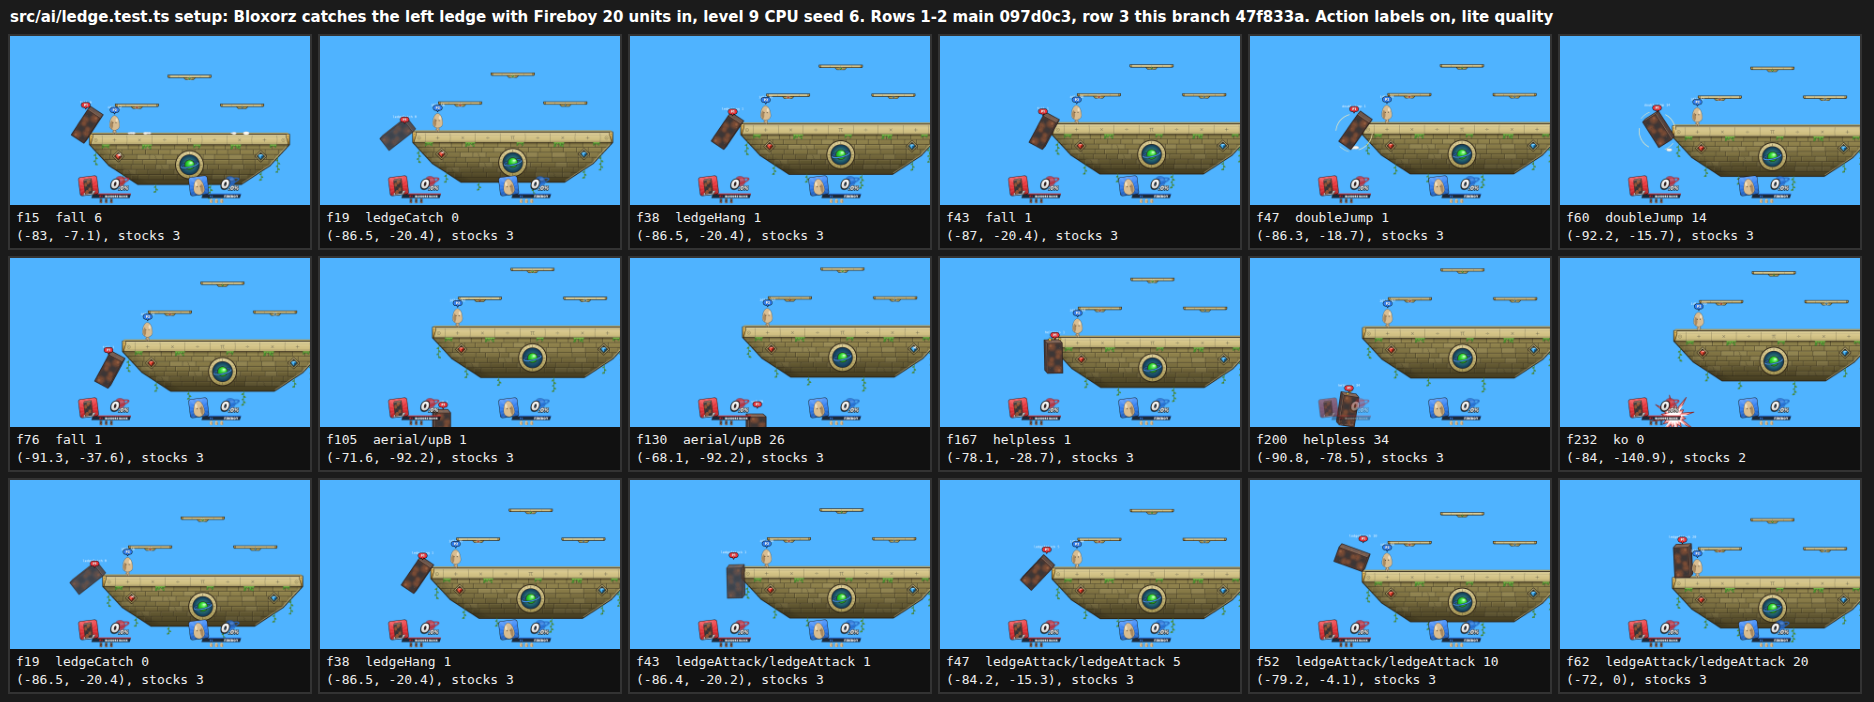 src/ai/ledge.test.ts setup: Bloxorz catches the left ledge with Fireboy 20 units in, level 9 CPU seed 6. Rows 1-2 main 097d0c3, row 3 this branch 47f833a. Action labels on, lite quality
f15 fall 6
(-83, -7.1), stocks 3
f19 ledgeCatch 0
(-86.5, -20.4), stocks 3
f38 ledgeHang 1
(-86.5, -20.4), stocks 3
f43 fall 1
(-87, -20.4), stocks 3
f47 doubleJump 1
(-86.3, -18.7), stocks 3
f60 doubleJump 14
(-92.2, -15.7), stocks 3
f76 fall 1
(-91.3, -37.6), stocks 3
f105 aerial/upB 1
(-71.6, -92.2), stocks 3
f130 aerial/upB 26
(-68.1, -92.2), stocks 3
f167 helpless 1
(-78.1, -28.7), stocks 3
f200 helpless 34
(-90.8, -78.5), stocks 3
f232 ko 0
(-84, -140.9), stocks 2
f19 ledgeCatch 0
(-86.5, -20.4), stocks 3
f38 ledgeHang 1
(-86.5, -20.4), stocks 3
f43 ledgeAttack/ledgeAttack 1
(-86.4, -20.2), stocks 3
f47 ledgeAttack/ledgeAttack 5
(-84.2, -15.3), stocks 3
f52 ledgeAttack/ledgeAttack 10
(-79.2, -4.1), stocks 3
f62 ledgeAttack/ledgeAttack 20
(-72, 0), stocks 3